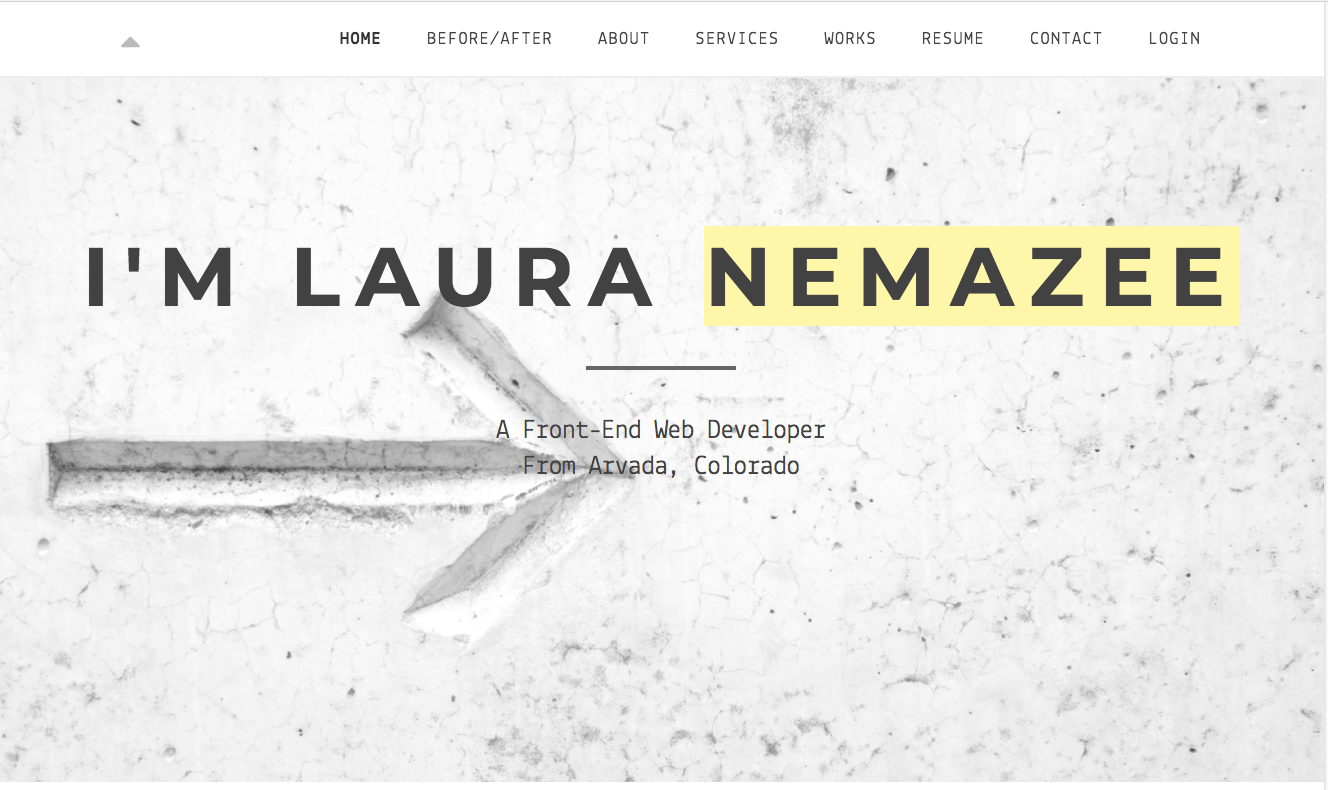 HOME BEFORE/AFTER ABOUT SERVICES WORKS RESUME CONTACT LOGIN
I'M LAURA NEMAZEE
A Front-End Web Developer
From Arvada, Colorado